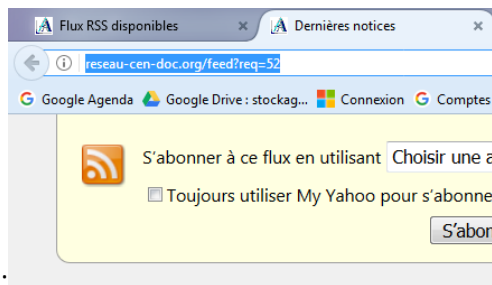 Flux RSS disponibles × Dernières notices ×
reseau-cen-doc.org/feed?req=52
Google Agenda Google Drive : stockag... Connexion G Comptes
S'abonner à ce flux en utilisant Choisir une a
Toujours utiliser My Yahoo pour s'abonne
S'abon
.